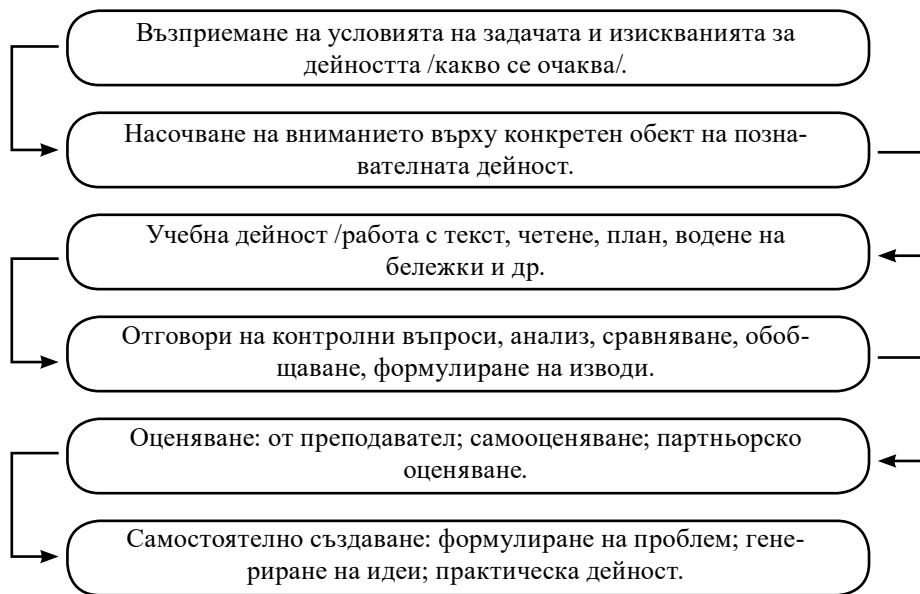 Възприемане на условията на задачата и изискванията за
дейността /какво се очаква/.
Насочване на вниманието върху конкретен обект на позна-
вателната дейност.
Учебна дейност /работа с текст, четене, план, водене на
бележки и др.
Отговори на контролни въпроси, анализ, сравняване, обоб-
щаване, формулиране на изводи.
Оценяване: от преподавател; самооценяване; партньорско
оценяване.
Самостоятелно създаване: формулиране на проблем; гене-
риране на идеи; практическа дейност.